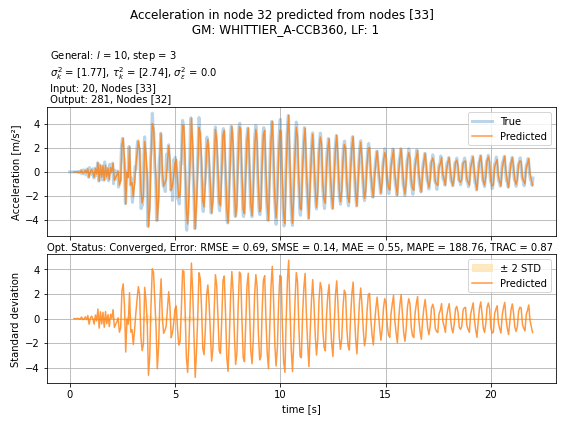 Acceleration in node 32 predicted from nodes [33]
GM: WHITTIER_A-CCB360, LF: 1
General: l = 10, step = 3
σ²ₖ = [1.77], τ²ₖ = [2.74], σ²ε = 0.0
Input: 20, Nodes [33]
Output: 281, Nodes [32]
Acceleration [m/s²]
4
2
0
−2
−4
True
Predicted
Opt. Status: Converged, Error: RMSE = 0.69, SMSE = 0.14, MAE = 0.55, MAPE = 188.76, TRAC = 0.87
Standard deviation
4
2
0
−2
−4
± 2 STD
Predicted
0 5 10 15 20
time [s]